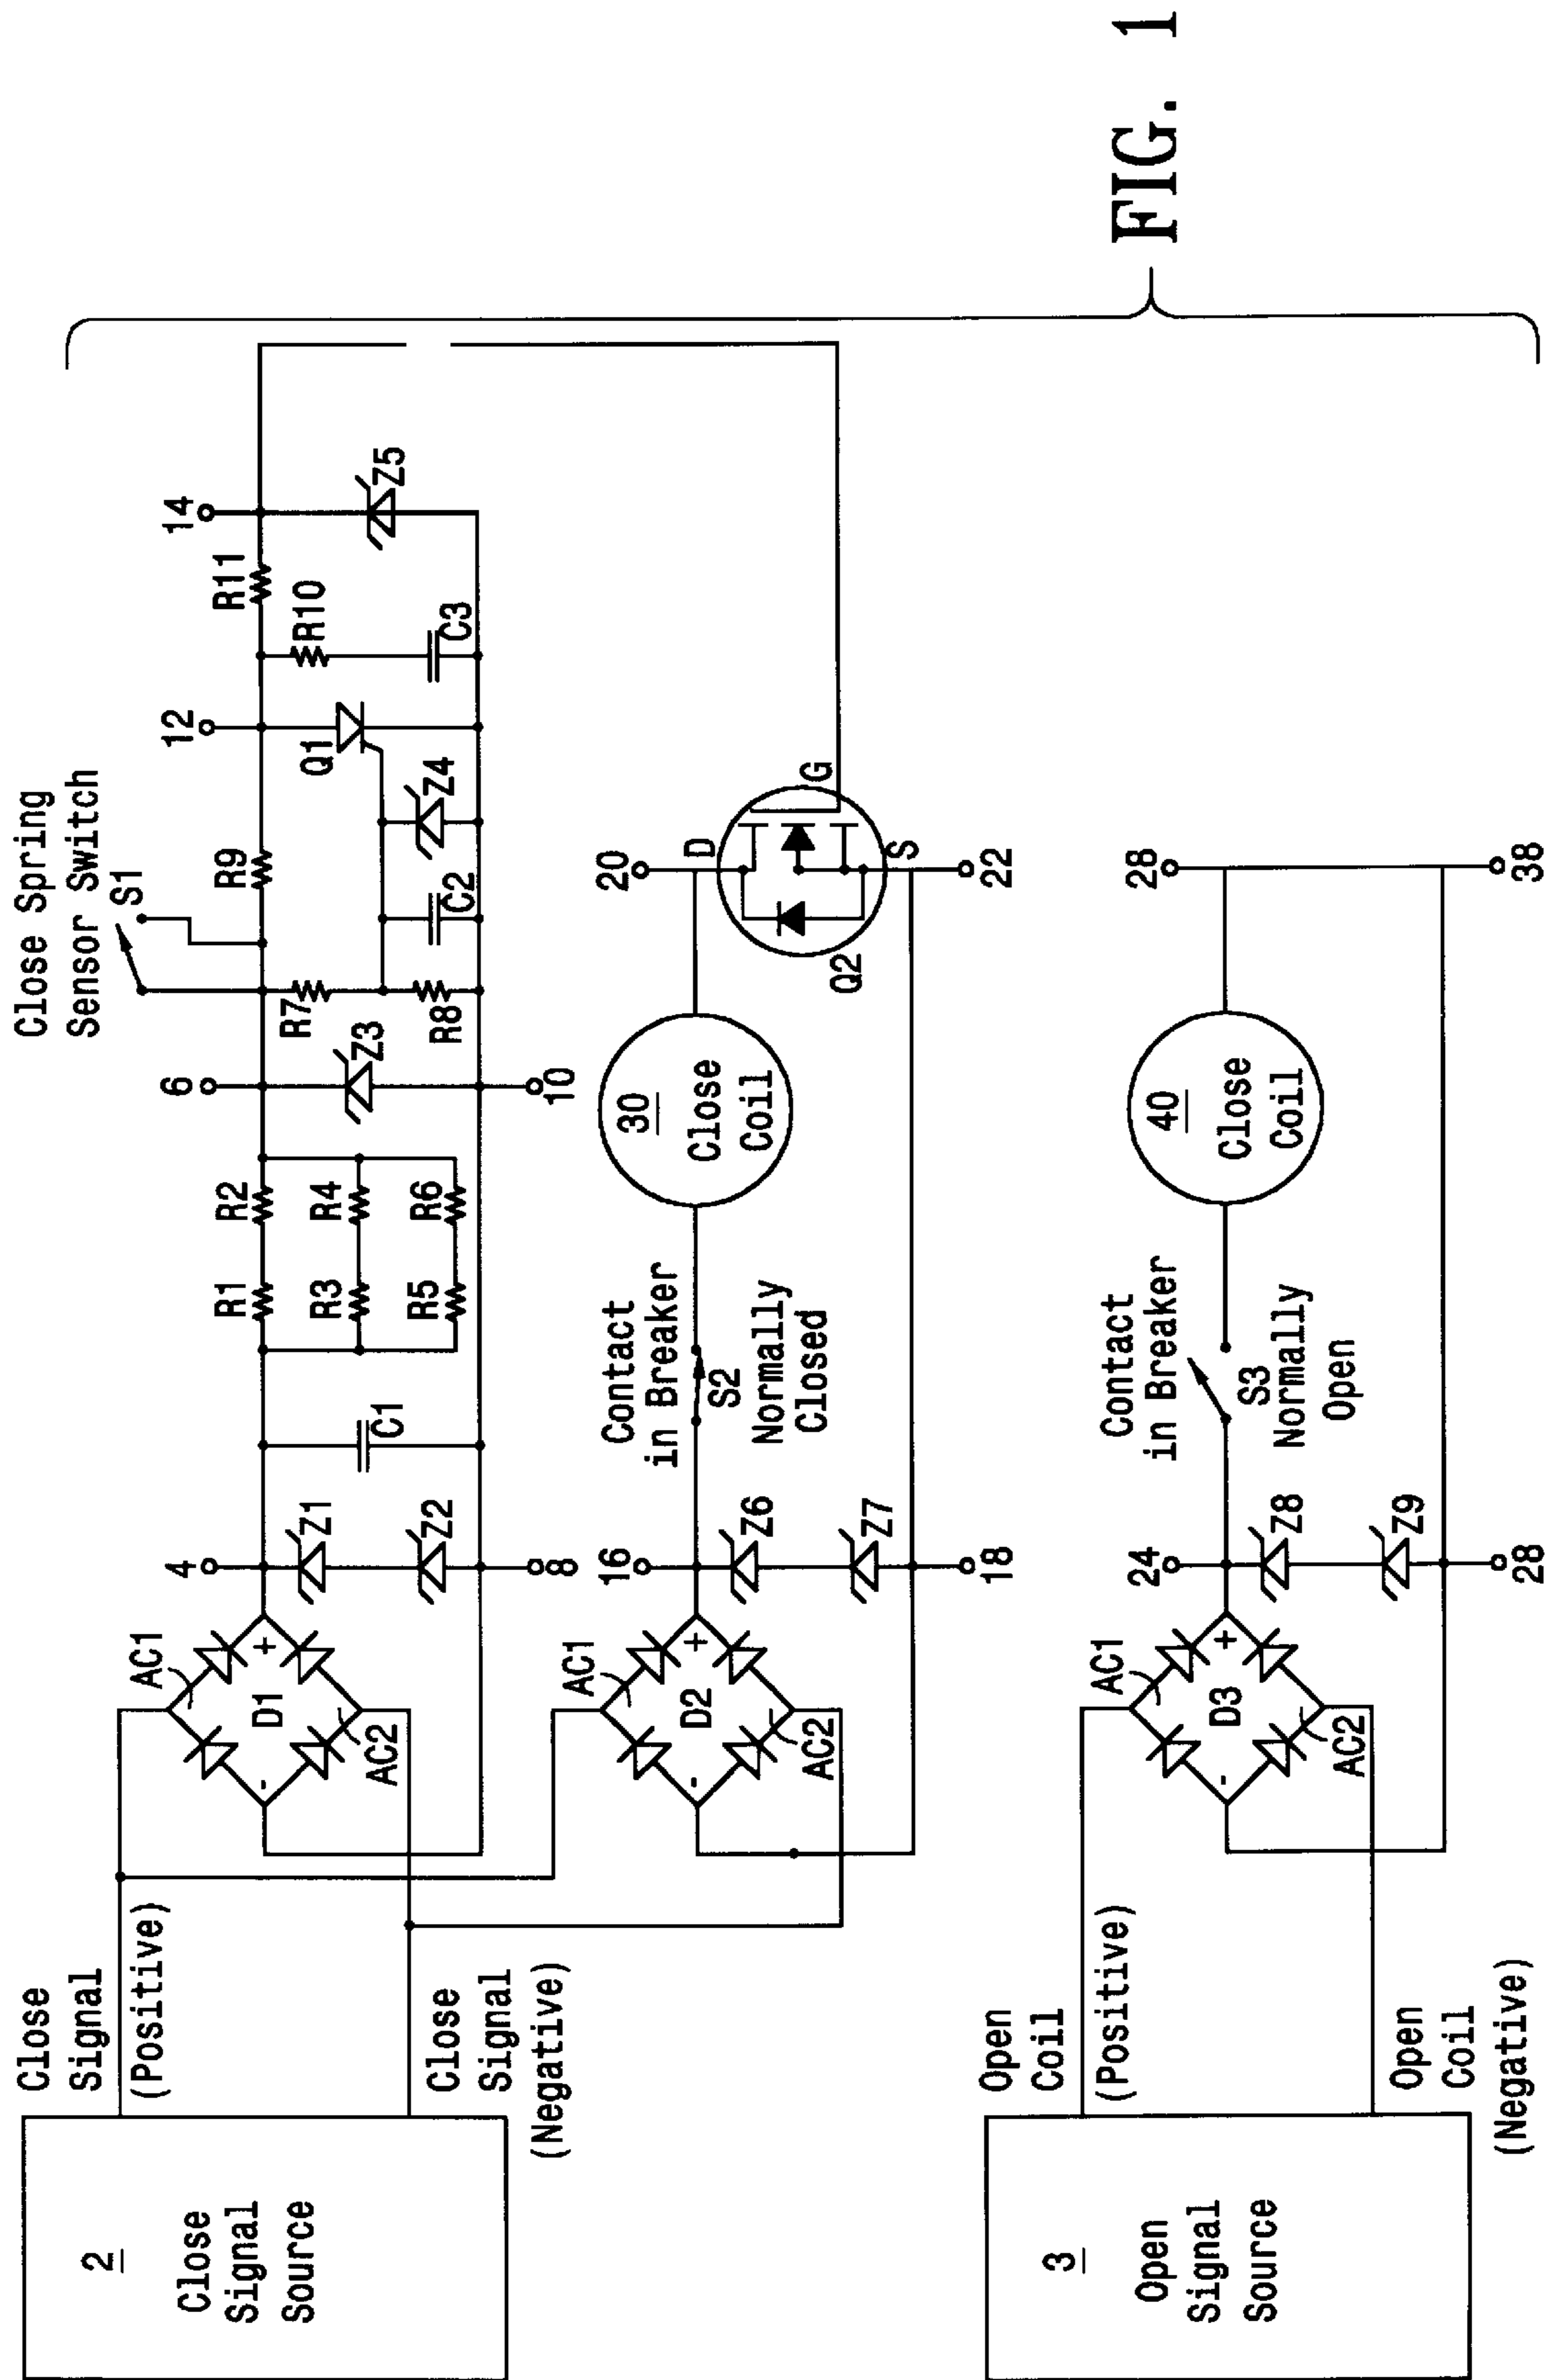 Close
Signal
(Positive)
Close
Signal
(Negative)
2
Close
Signal
Source
AC1
D1
+
-
AC2
4
Z1
Z2
8
C1
R1
R2
R3
R4
R5
R6
6
Z3
10
Close Spring
Sensor Switch
S1
R7
R8
R9
C2
Z4
12
Q1
R10
C3
R11
14
Z5
AC1
D2
+
-
AC2
16
Z6
Z7
18
Contact
in Breaker
S2
Normally
Closed
30
Close
Coil
20
D
G
S
Q2
22
Open
Coil
(Positive)
Open
Coil
(Negative)
3
Open
Signal
Source
AC1
D3
+
-
AC2
24
Z8
Z9
28
Contact
in Breaker
S3
Normally
Open
40
Close
Coil
28
38
FIG. 1